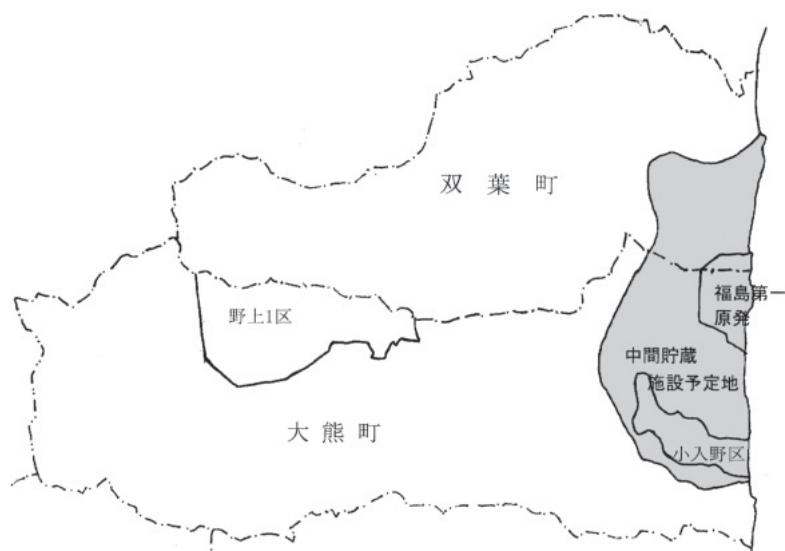 双葉町
野上1区
福島第一
原発
中間貯蔵
施設予定地
大熊町
小入野区